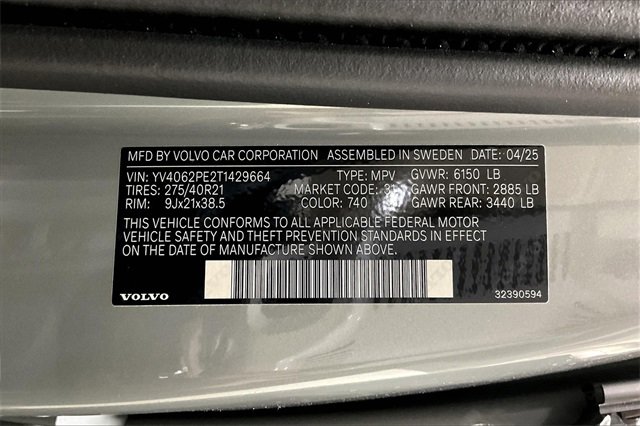 MFD BY VOLVO CAR CORPORATION ASSEMBLED IN SWEDEN DATE: 04/25
VIN: YV4062PE2T1429664 TYPE: MPV GVWR: 6150 LB
TIRES: 275/40R21 MARKET CODE: 31 GAWR FRONT: 2885 LB
RIM: 9Jx21x38.5 COLOR: 740 GAWR REAR: 3440 LB
THIS VEHICLE CONFORMS TO ALL APPLICABLE FEDERAL MOTOR
VEHICLE SAFETY AND THEFT PREVENTION STANDARDS IN EFFECT
ON THE DATE OF MANUFACTURE SHOWN ABOVE.
VOLVO 32390594